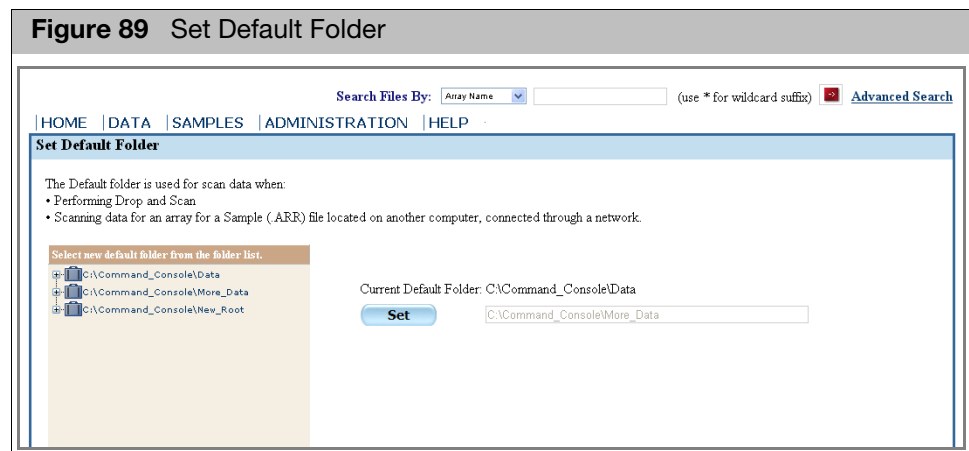 Figure 89 Set Default Folder
Search Files By: Array Name (use * for wildcard suffix) Advanced Search
|HOME |DATA |SAMPLES |ADMINISTRATION |HELP
Set Default Folder
The Default folder is used for scan data when:
• Performing Drop and Scan
• Scanning data for an array for a Sample (.ARR) file located on another computer, connected through a network.
Select new default folder from the folder list.
C:\Command_Console\Data
C:\Command_Console\More_Data
C:\Command_Console\New_Root
Current Default Folder: C:\Command_Console\Data
Set C:\Command_Console\More_Data